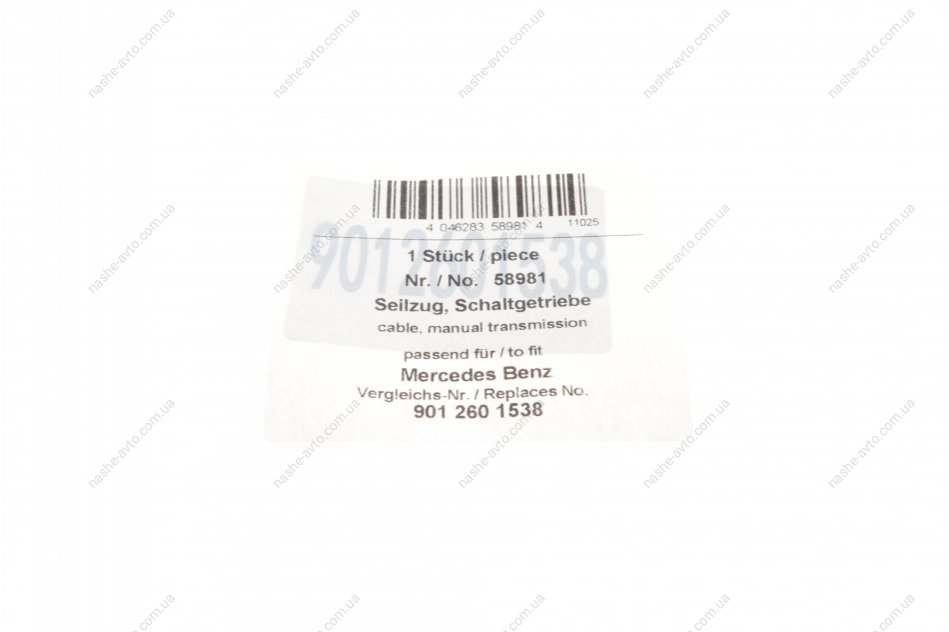 4 046283 58981 4
11025
9012601538
1 Stück / piece
Nr. / No. 58981
Seilzug, Schaltgetriebe
cable, manual transmission
passend für / to fit
Mercedes Benz
Vergleichs-Nr. / Replaces No.
901 260 1538
nashe-avto.com.ua